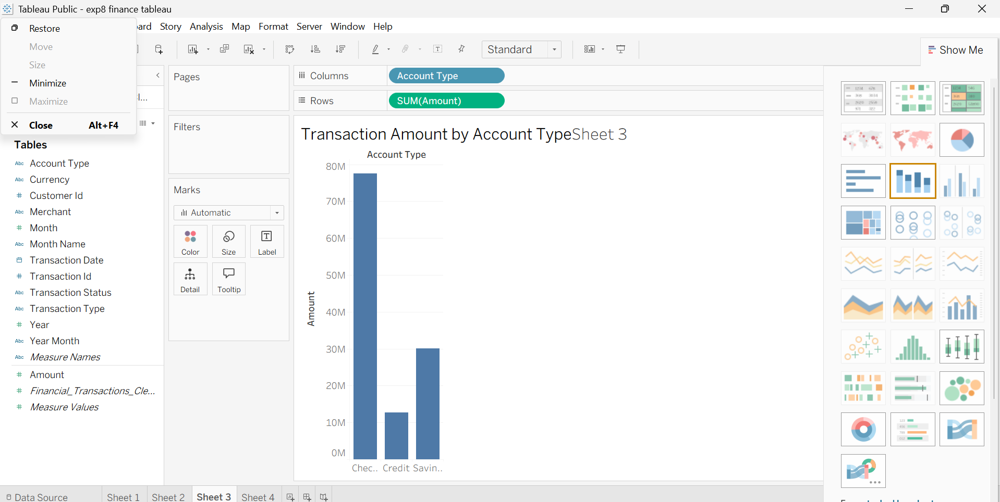 Tableau Public - exp8 finance tableau
Restore
Move
Size
Minimize
Maximize
Close Alt+F4
ard Story Analysis Map Format Server Window Help
Standard
Show Me
l...
Tables
Abc Account Type
Abc Currency
# Customer Id
Abc Merchant
# Month
Abc Month Name
Transaction Date
# Transaction Id
Abc Transaction Status
Abc Transaction Type
# Year
Abc Year Month
Abc Measure Names
# Amount
# Financial_Transactions_Cle...
# Measure Values
Pages
Filters
Marks
Automatic
Color Size Label
Detail Tooltip
Columns Account Type
Rows SUM(Amount)
Transaction Amount by Account TypeSheet 3
Account Type
80M
70M
60M
50M
40M
30M
20M
10M
0M
Amount
Chec.. Credit Savin..
Data Source Sheet 1 Sheet 2 Sheet 3 Sheet 4